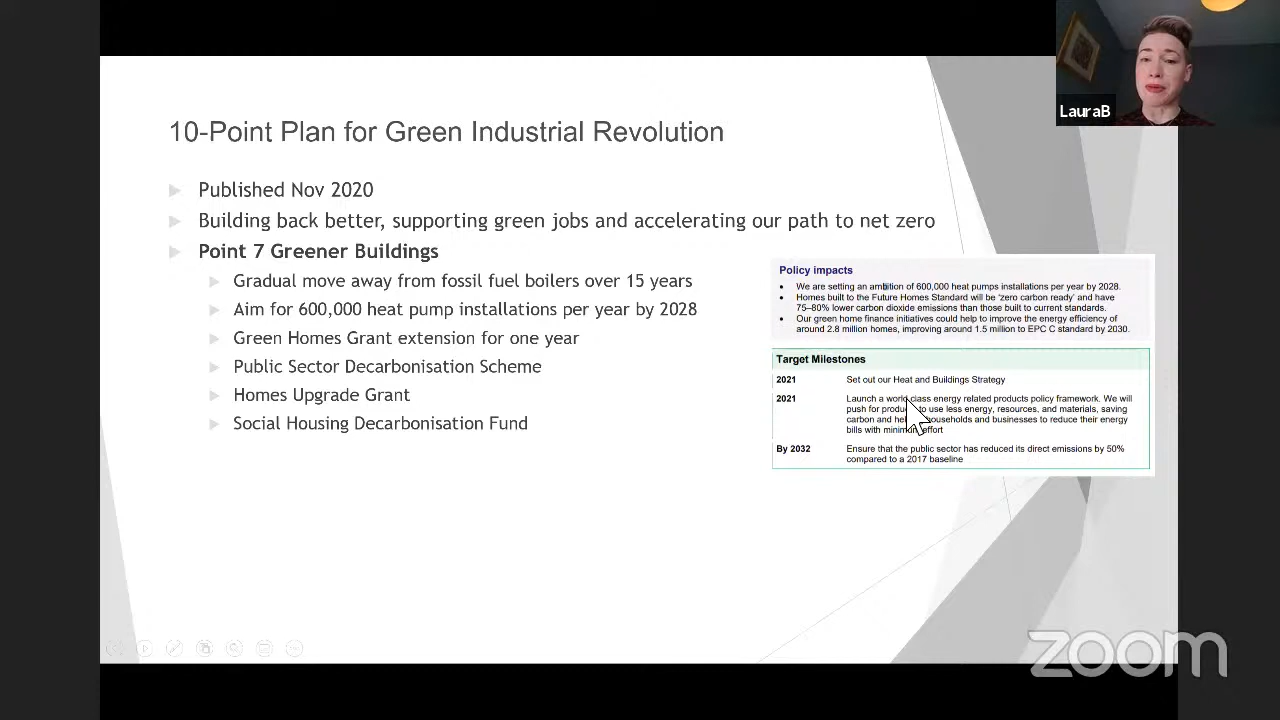 LauraB
10-Point Plan for Green Industrial Revolution
Published Nov 2020
Building back better, supporting green jobs and accelerating our path to net zero
Point 7 Greener Buildings
Gradual move away from fossil fuel boilers over 15 years
Aim for 600,000 heat pump installations per year by 2028
Green Homes Grant extension for one year
Public Sector Decarbonisation Scheme
Homes Upgrade Grant
Social Housing Decarbonisation Fund
Policy impacts
We are setting an ambition of 600,000 heat pumps installations per year by 2028.
Homes built to the Future Homes Standard will be 'zero carbon ready' and have
75–80% lower carbon dioxide emissions than those built to current standards.
Our green home finance initiatives could help to improve the energy efficiency of
around 2.8 million homes, improving around 1.5 million to EPC C standard by 2030.
Target Milestones
2021 Set out our Heat and Buildings Strategy
2021 Launch a world class energy related products policy framework. We will
push for to use less energy, resources, and materials, saving
carbon and households and businesses to reduce their energy
bills with minimum effort
By 2032 Ensure that the public sector has reduced its direct emissions by 50%
compared to a 2017 baseline
zoom